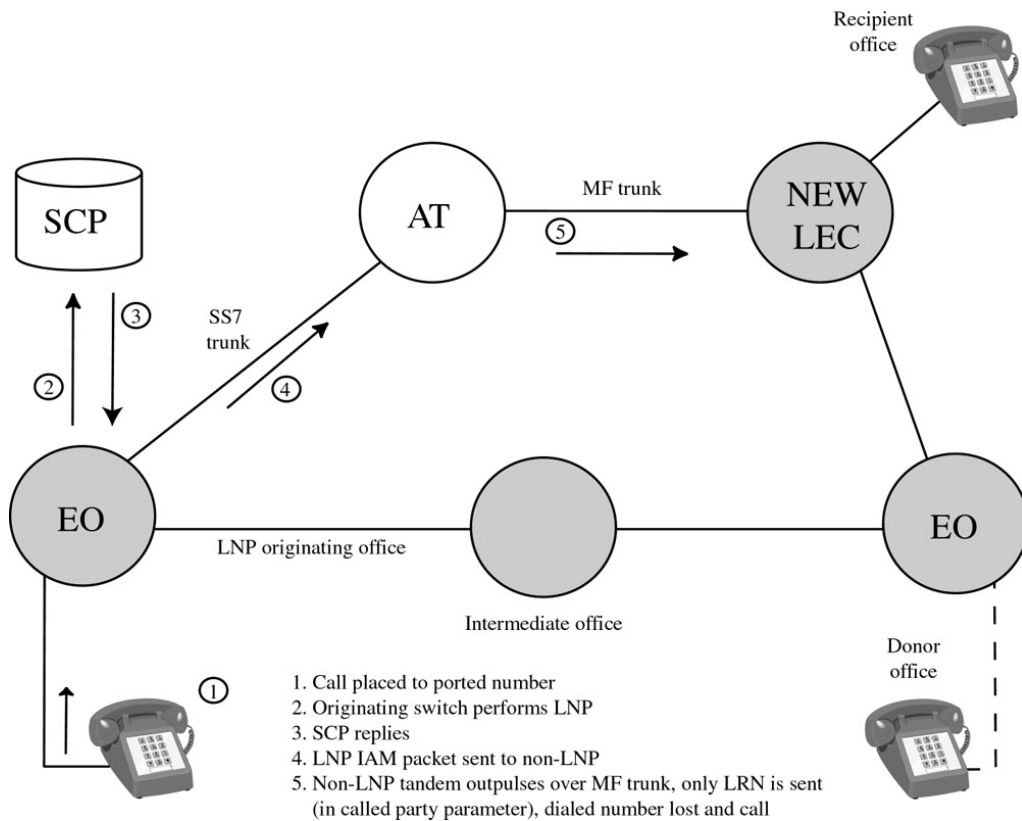 Recipient
office
SCP
AT
MF trunk
5
NEW
LEC
3
SS7
trunk
2
4
EO
LNP originating office
EO
Intermediate office
Donor
office
1
1. Call placed to ported number
2. Originating switch performs LNP
3. SCP replies
4. LNP IAM packet sent to non-LNP
5. Non-LNP tandem outpulses over MF trunk, only LRN is sent
(in called party parameter), dialed number lost and call